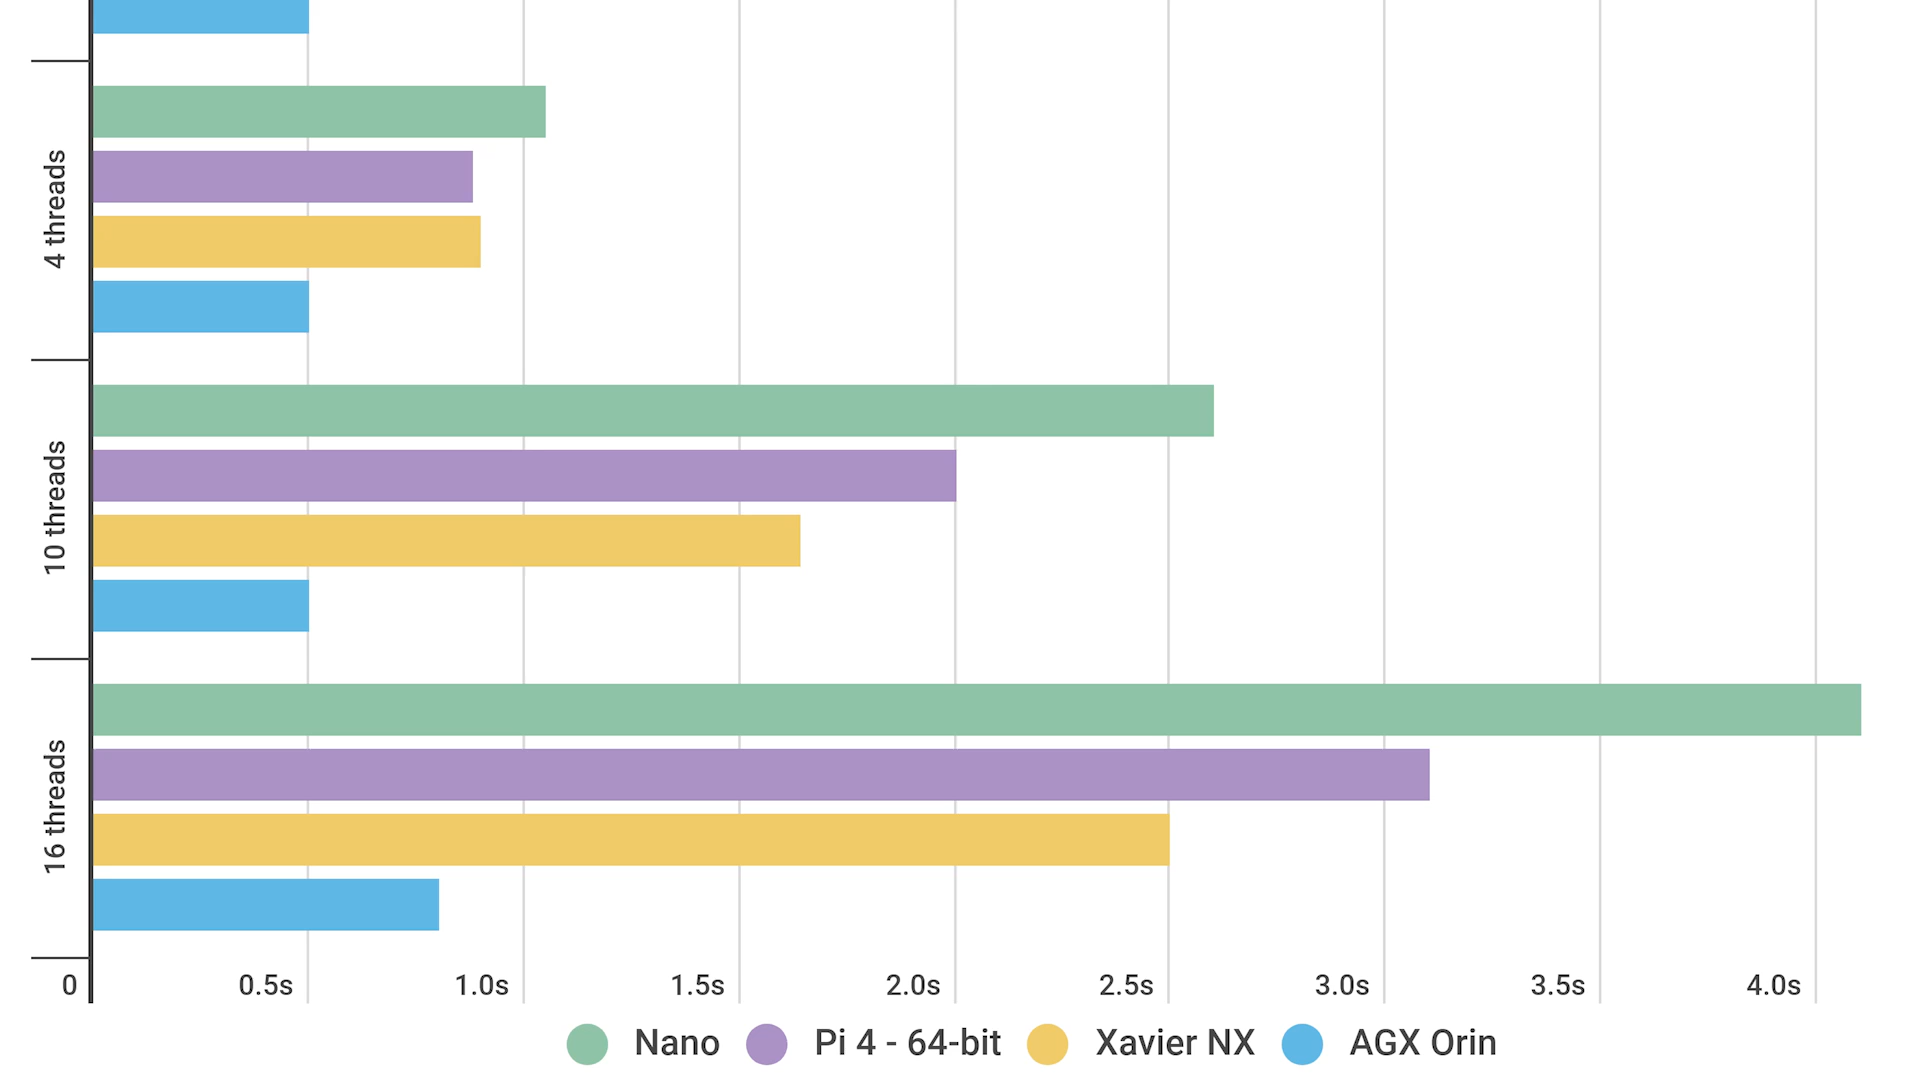 4 threads
10 threads
16 threads
0 0.5s 1.0s 1.5s 2.0s 2.5s 3.0s 3.5s 4.0s
Nano Pi 4 - 64-bit Xavier NX AGX Orin